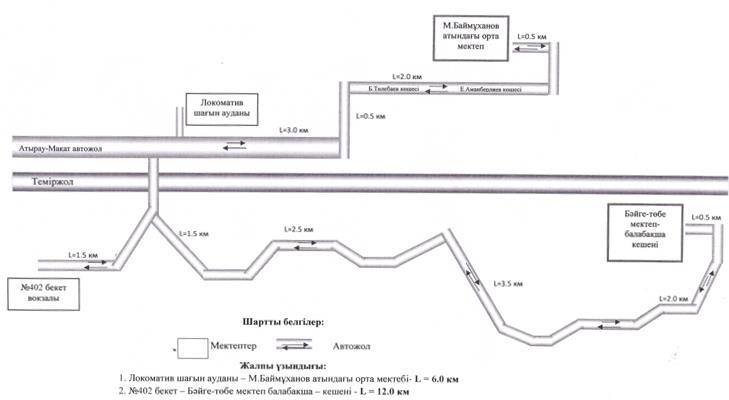 М.Баймұханов
атындағы орта
мектеп
L=0.5 км
L=2.0 км
Б.Тілебаев көшесі
Е.Аманберлиев көшесі
Локоматив
шағын ауданы
L=3.0 км
L=0.5 км
Атырау-Мақат автожол
Теміржол
Бәйге-төбе
мектеп-
балабақша
кешені
L=0.5 км
L=1.5 км
L=2.5 км
L=1.5 км
L=3.5 км
L=2.0 км
№402 бекет
вокзалы
Шартты белгілер:
Мектептер
Автожол
Жалпы ұзындығы:
1. Локоматив шағын ауданы – М.Баймұханов атындағы орта мектебі- L = 6.0 км
2. №402 бекет – Бәйге-төбе мектеп балабақша – кешені - L = 12.0 км